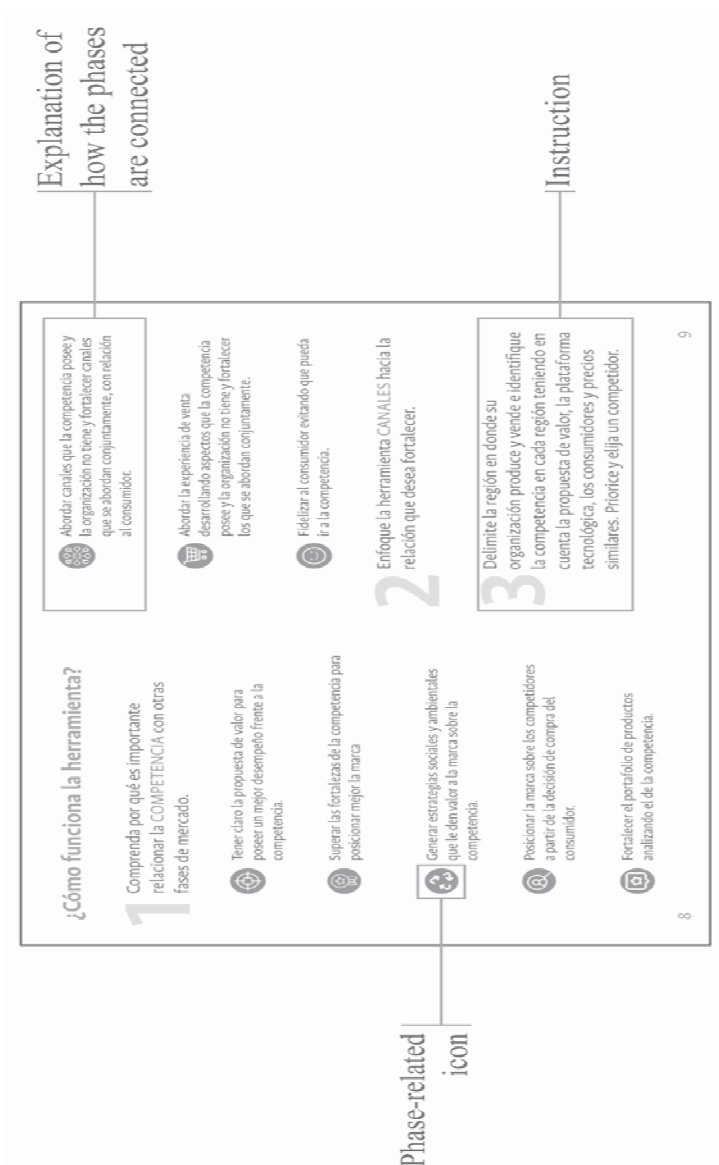 Explanation of
how the phases
are connected
Instruction
Phase-related
icon
¿Cómo funciona la herramienta?
1
Comprenda por qué es importante
relacionar la COMPETENCIA con otras
fases de mercado.
Tener claro la propuesta de valor para
poseer un mejor desempeño frente a la
competencia.
Superar las fortalezas de la competencia para
posicionar mejor la marca
Generar estrategias sociales y ambientales
que le den valor a la marca sobre la
competencia.
Posicionar la marca sobre los competidores
a partir de la decisión de compra del
consumidor.
Fortalecer el portafolio de productos
analizando el de la competencia.
8
Abordar canales que la competencia posee y
la organización no tiene y fortalecer canales
que se abordan conjuntamente, con relación
al consumidor.
Abordar la experiencia de venta
desarrollando aspectos que la competencia
posee y la organización no tiene y fortalecer
los que se abordan conjuntamente.
Fidelizar al consumidor evitando que pueda
ir a la competencia.
2
Enfoque la herramienta CANALES hacia la
relación que desea fortalecer.
3
Delimite la región en donde su
organización produce y vende e identifique
la competencia en cada región teniendo en
cuenta la propuesta de valor, la plataforma
tecnológica, los consumidores y precios
similares. Priorice y elija un competidor.
9